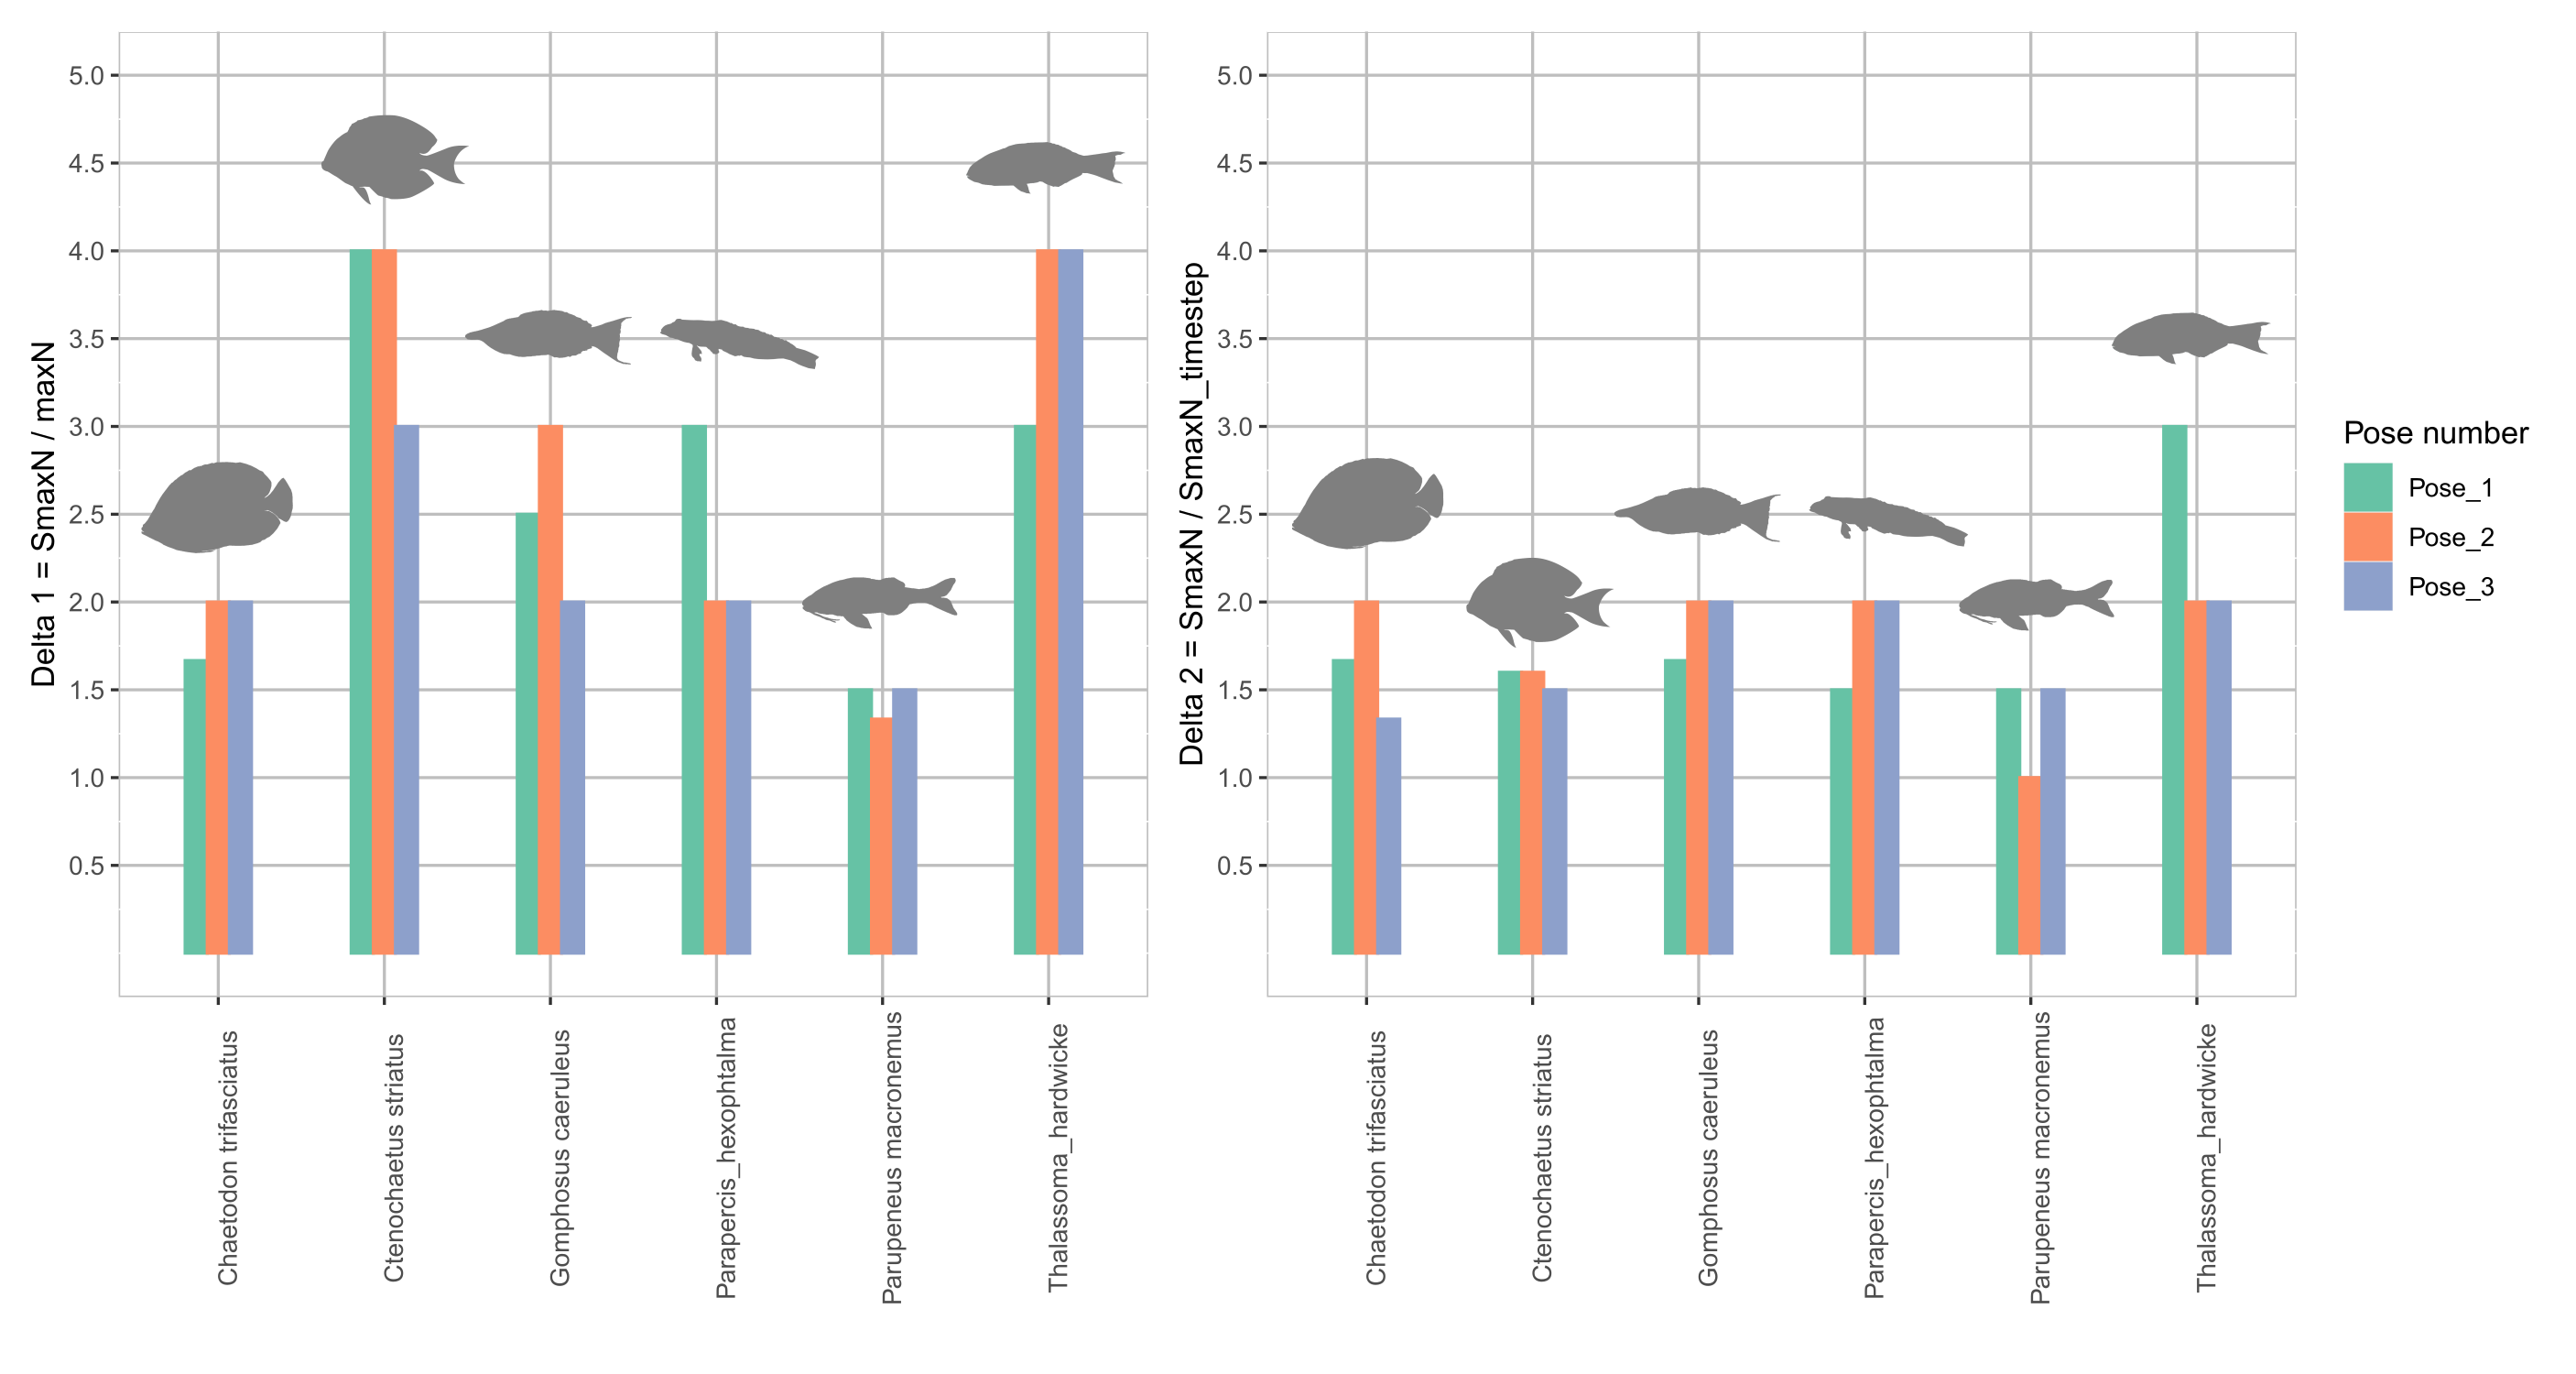 Delta 1 = SmaxN / maxN
5.0
4.5
4.0
3.5
3.0
2.5
2.0
1.5
1.0
0.5
Chaetodon trifasciatus
Ctenochaetus striatus
Gomphosus caeruleus
Parapercis_hexophtalma
Parupeneus macronemus
Thalassoma_hardwicke
Delta 2 = SmaxN / SmaxN_timestep
5.0
4.5
4.0
3.5
3.0
2.5
2.0
1.5
1.0
0.5
Chaetodon trifasciatus
Ctenochaetus striatus
Gomphosus caeruleus
Parapercis_hexophtalma
Parupeneus macronemus
Thalassoma_hardwicke
Pose number
Pose_1
Pose_2
Pose_3